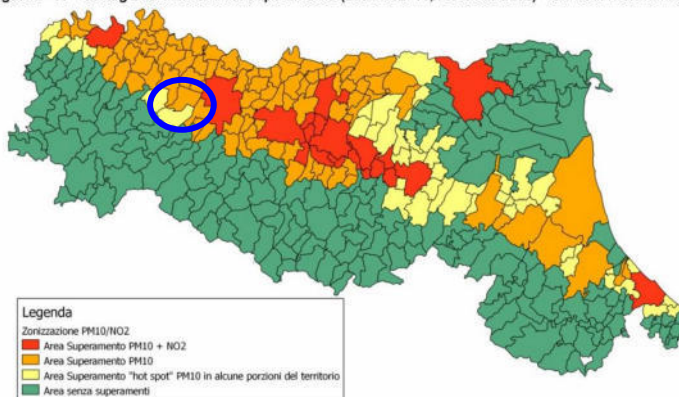 Legenda
Zonizzazione PM10/NO2
Area Superamento PM10 + NO2
Area Superamento PM10
Area Superamento "hot spot" PM10 in alcune porzioni del territorio
Area senza superamenti